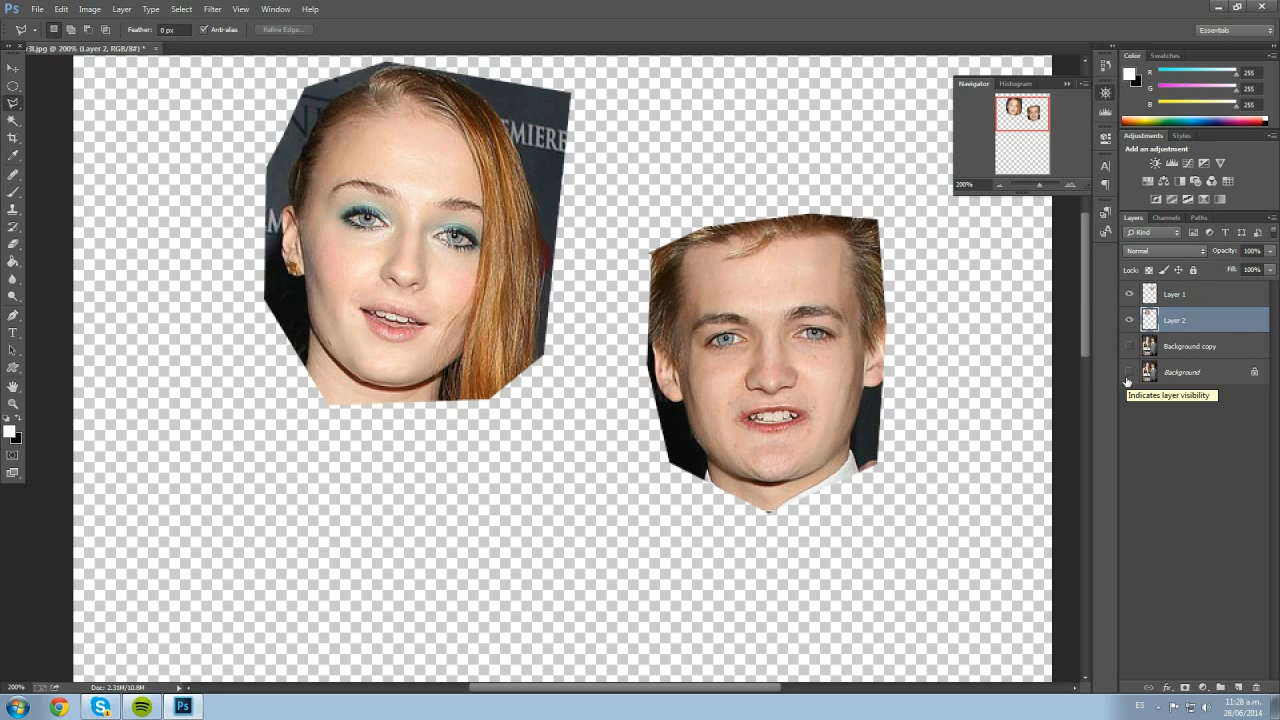 Ps File Edit Image Layer Type Select Filter View Window Help
Feather: 0 px Anti-alias Refine Edge... Essentials
3l.jpg @ 200% (Layer 2, RGB/8#) * ×
Color Swatches
R 255
G 255
B 255
Navigator Histogram
200%
Adjustments Styles
Add an adjustment
Layers Channels Paths
Kind
Normal Opacity: 100%
Lock: Fill: 100%
Layer 1
Layer 2
Background copy
Background
Indicates layer visibility
EMIERE
M
200% Doc: 2.31M/10.8M
Ps ES 11:28 a.m.
28/06/2014